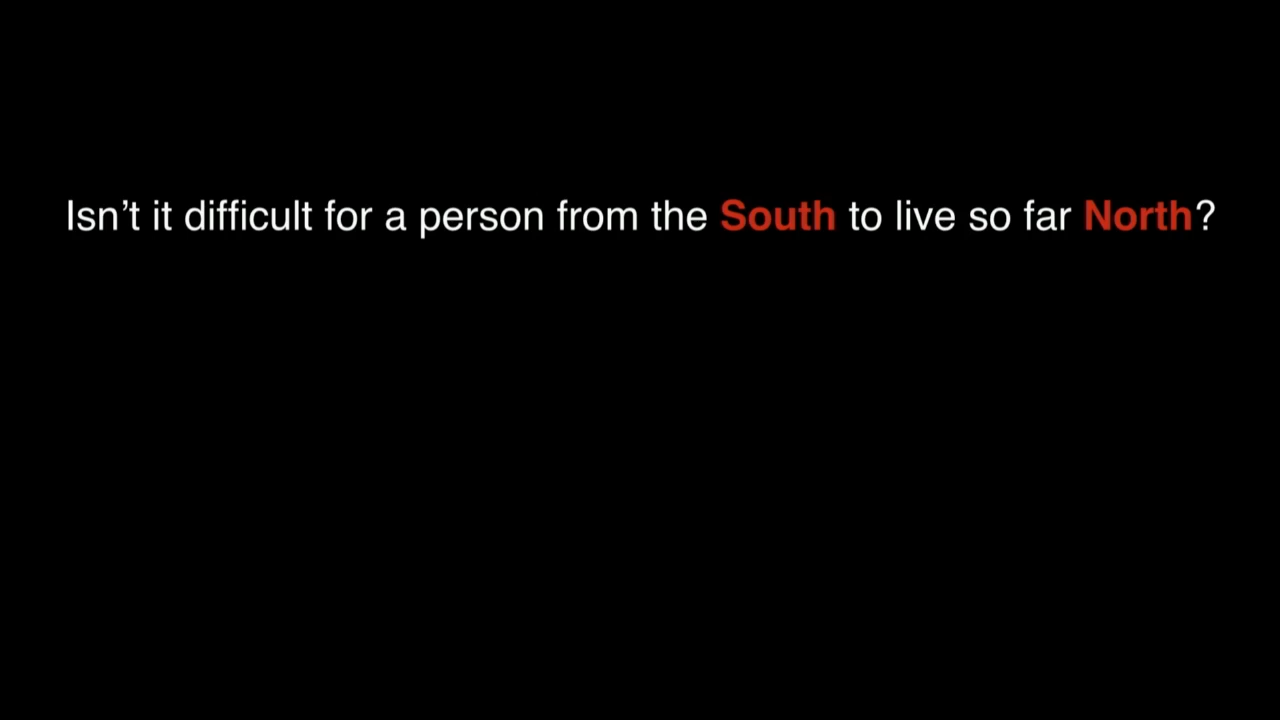 Isn’t it difficult for a person from the South to live so far North?